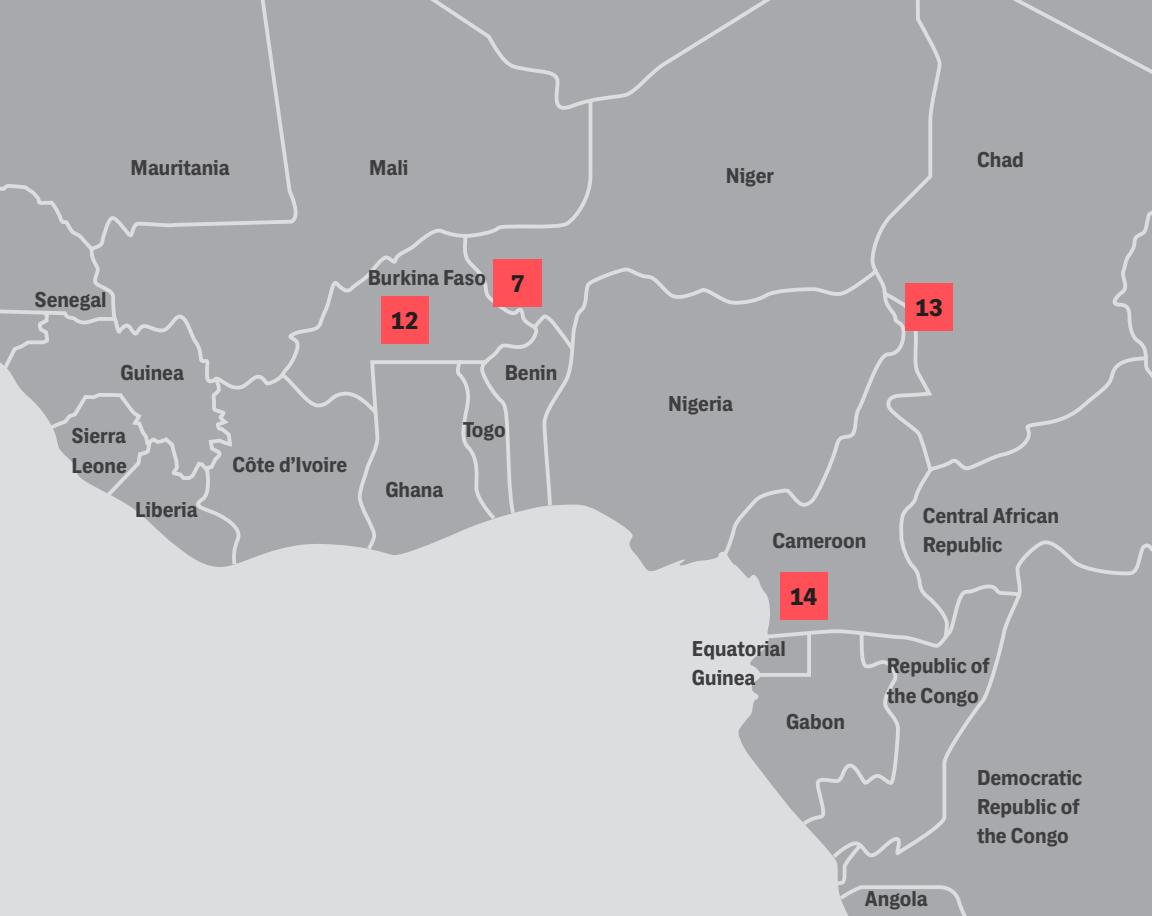 Mauritania
Mali
Niger
Chad
Burkina Faso
7
Senegal
12
13
Guinea
Benin
Nigeria
Sierra
Leone
Togo
Côte d’Ivoire
Ghana
Liberia
Central African
Republic
Cameroon
14
Equatorial
Guinea
Republic of
the Congo
Gabon
Democratic
Republic of
the Congo
Angola